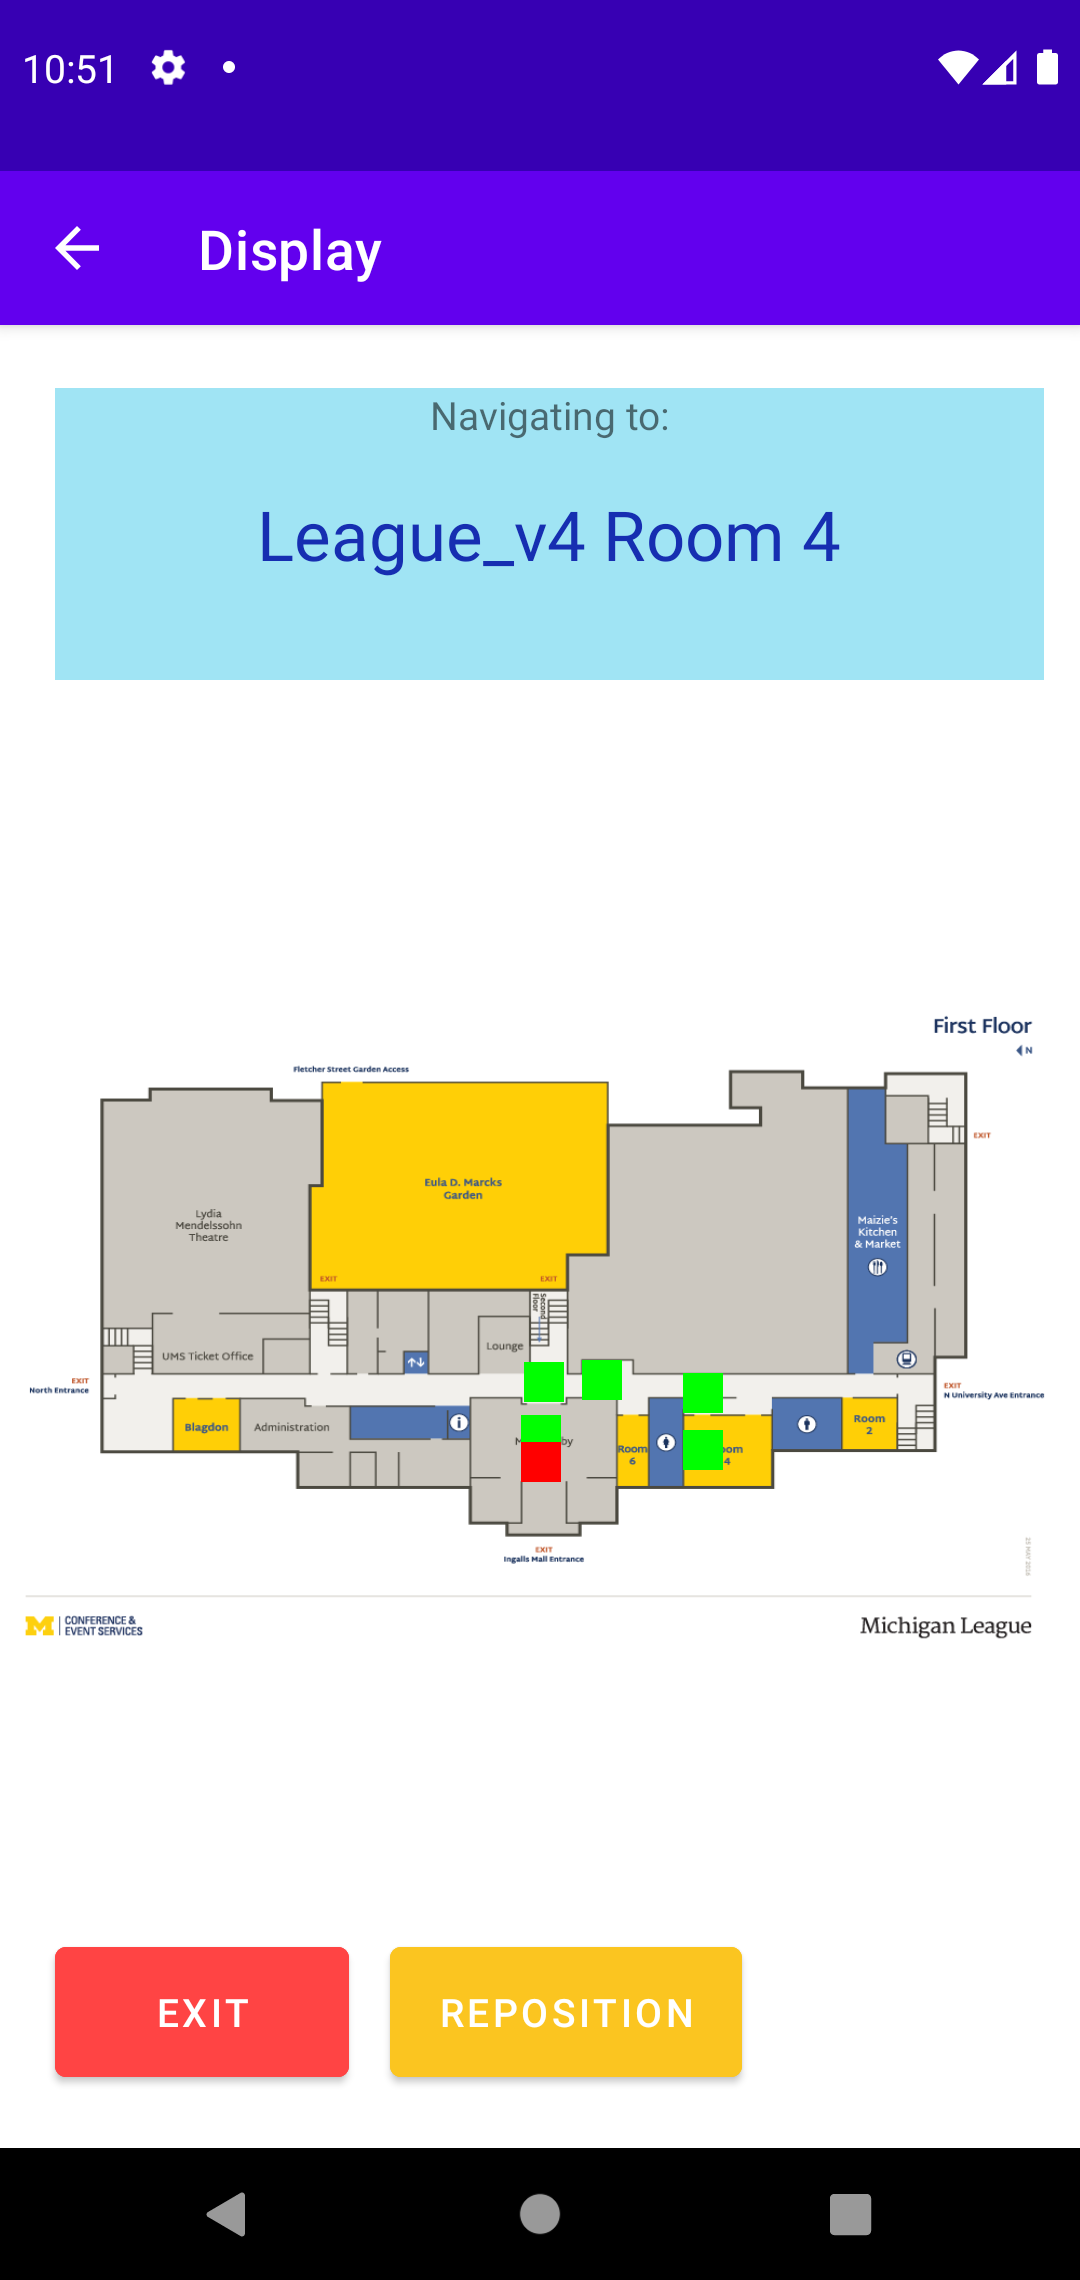 10:51
Display
Navigating to:
League_v4 Room 4
First Floor
N
Fletcher Street Garden Access
EXIT
Eula D. Marcks
Garden
Lydia
Mendelssohn
Theatre
Maizie's
Kitchen
& Market
EXIT
EXIT
Second
Floor
Lounge
UMS Ticket Office
EXIT
North Entrance
EXIT
N University Ave Entrance
Blagdon
Administration
Room
2
M
by
Room
6
om
4
EXIT
Ingalls Mall Entrance
25 MAY 2018
M
CONFERENCE &
EVENT SERVICES
Michigan League
EXIT
REPOSITION